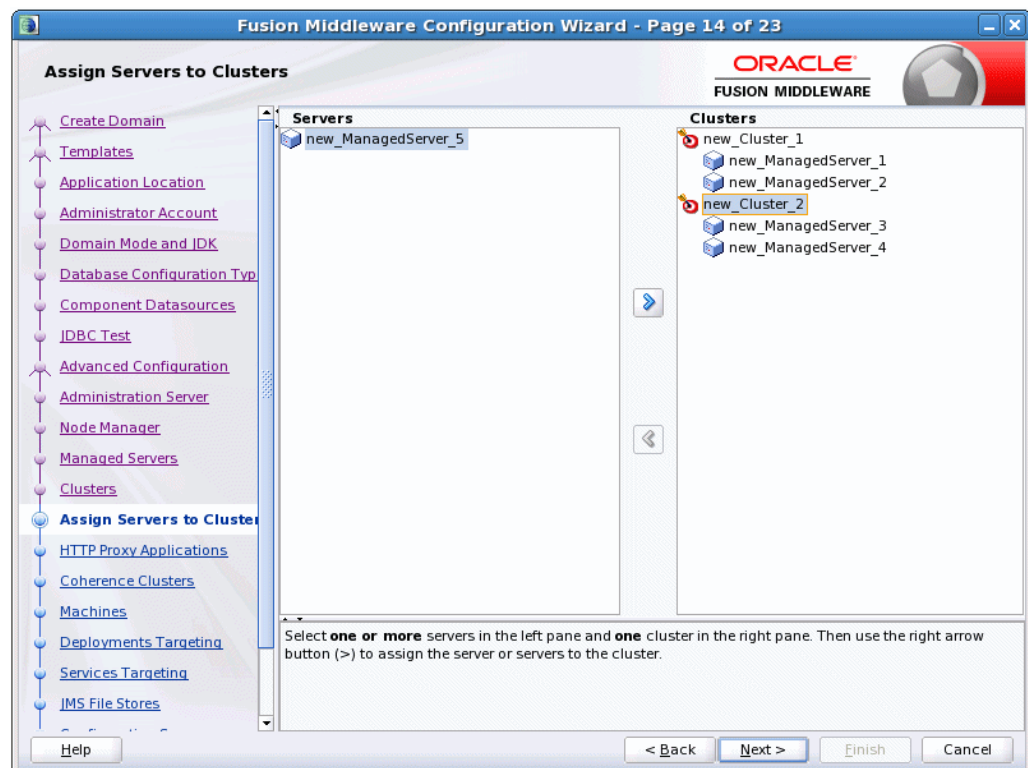 Fusion Middleware Configuration Wizard - Page 14 of 23
Assign Servers to Clusters
ORACLE
FUSION MIDDLEWARE
Create Domain
Templates
Application Location
Administrator Account
Domain Mode and JDK
Database Configuration Typ
Component Datasources
JDBC Test
Advanced Configuration
Administration Server
Node Manager
Managed Servers
Clusters
Assign Servers to Cluster
HTTP Proxy Applications
Coherence Clusters
Machines
Deployments Targeting
Services Targeting
JMS File Stores
Servers
new_ManagedServer_5
Clusters
new_Cluster_1
new_ManagedServer_1
new_ManagedServer_2
new_Cluster_2
new_ManagedServer_3
new_ManagedServer_4
Select one or more servers in the left pane and one cluster in the right pane. Then use the right arrow
button (>) to assign the server or servers to the cluster.
Help
< Back
Next >
Finish
Cancel